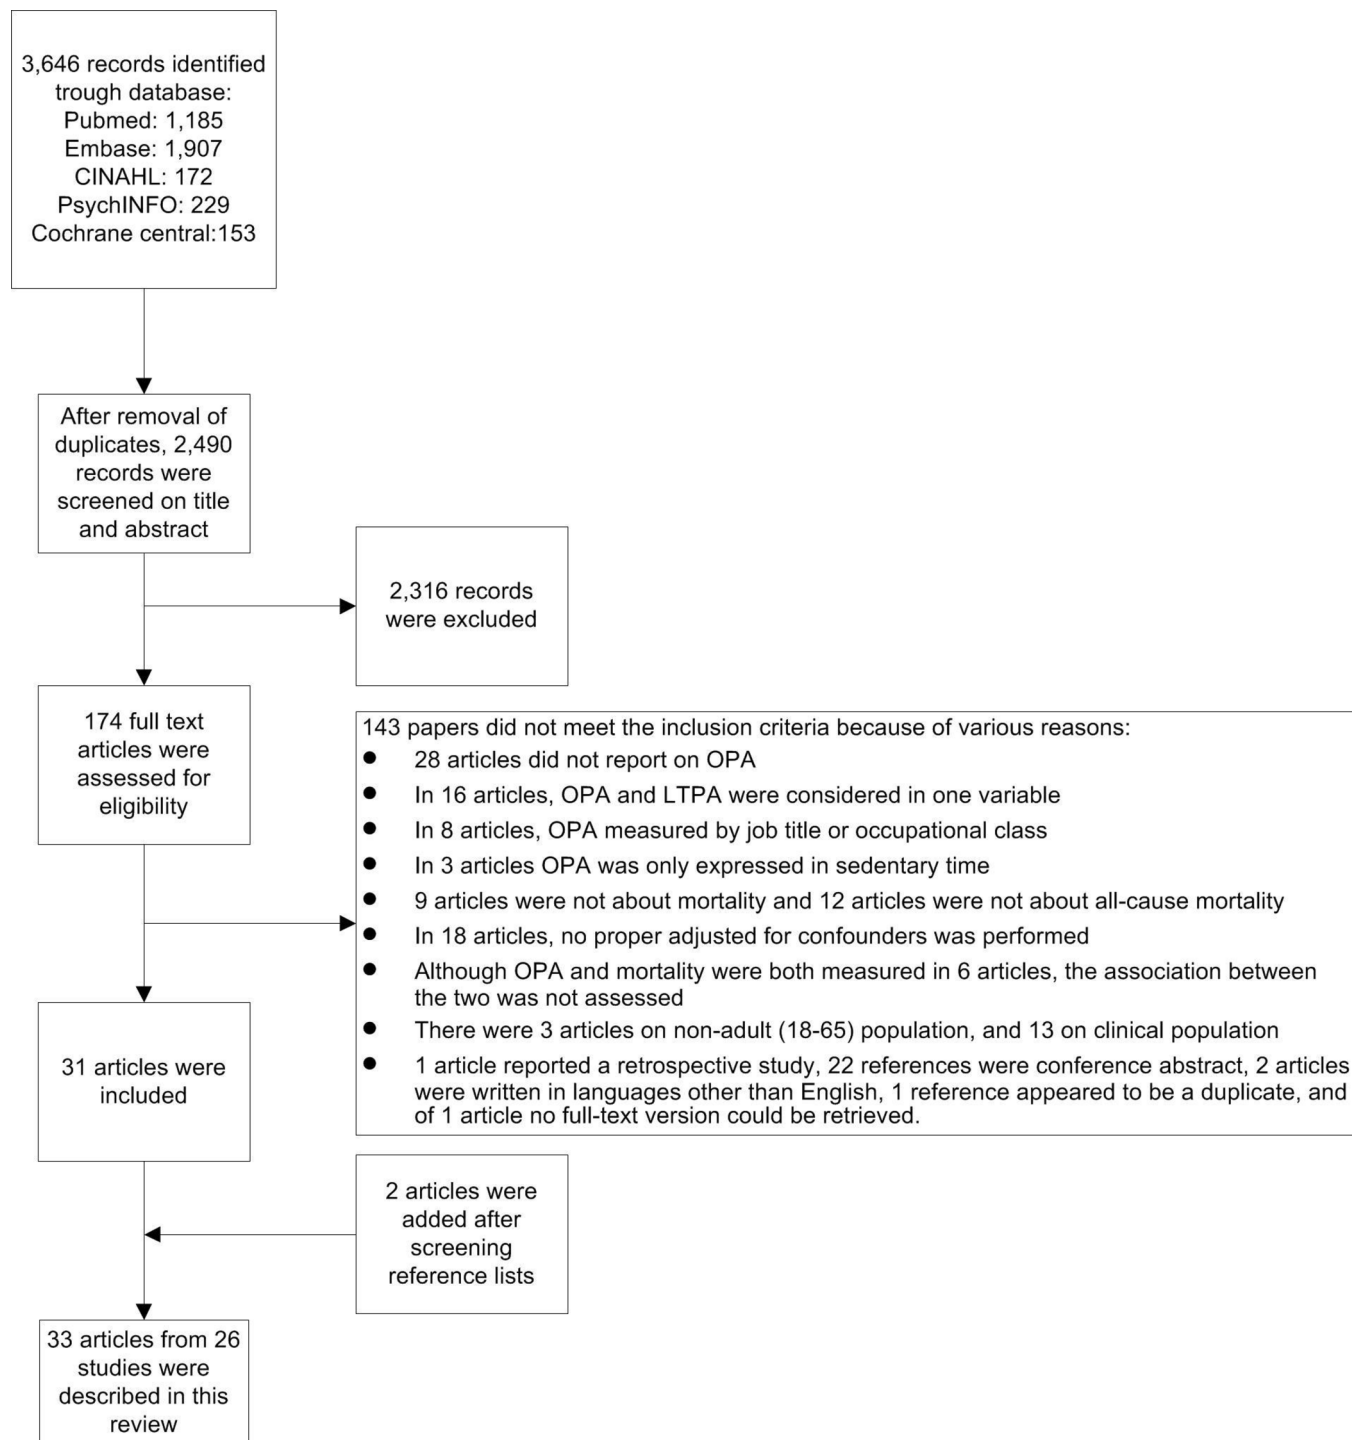 3,646 records identified
trough database:
Pubmed: 1,185
Embase: 1,907
CINAHL: 172
PsychINFO: 229
Cochrane central:153
After removal of
duplicates, 2,490
records were
screened on title
and abstract
2,316 records
were excluded
174 full text
articles were
assessed for
eligibility
143 papers did not meet the inclusion criteria because of various reasons:
● 28 articles did not report on OPA
● In 16 articles, OPA and LTPA were considered in one variable
● In 8 articles, OPA measured by job title or occupational class
● In 3 articles OPA was only expressed in sedentary time
● 9 articles were not about mortality and 12 articles were not about all-cause mortality
● In 18 articles, no proper adjusted for confounders was performed
● Although OPA and mortality were both measured in 6 articles, the association between
the two was not assessed
● There were 3 articles on non-adult (18-65) population, and 13 on clinical population
● 1 article reported a retrospective study, 22 references were conference abstract, 2 articles
were written in languages other than English, 1 reference appeared to be a duplicate, and
of 1 article no full-text version could be retrieved.
31 articles were
included
2 articles were
added after
screening
reference lists
33 articles from 26
studies were
described in this
review